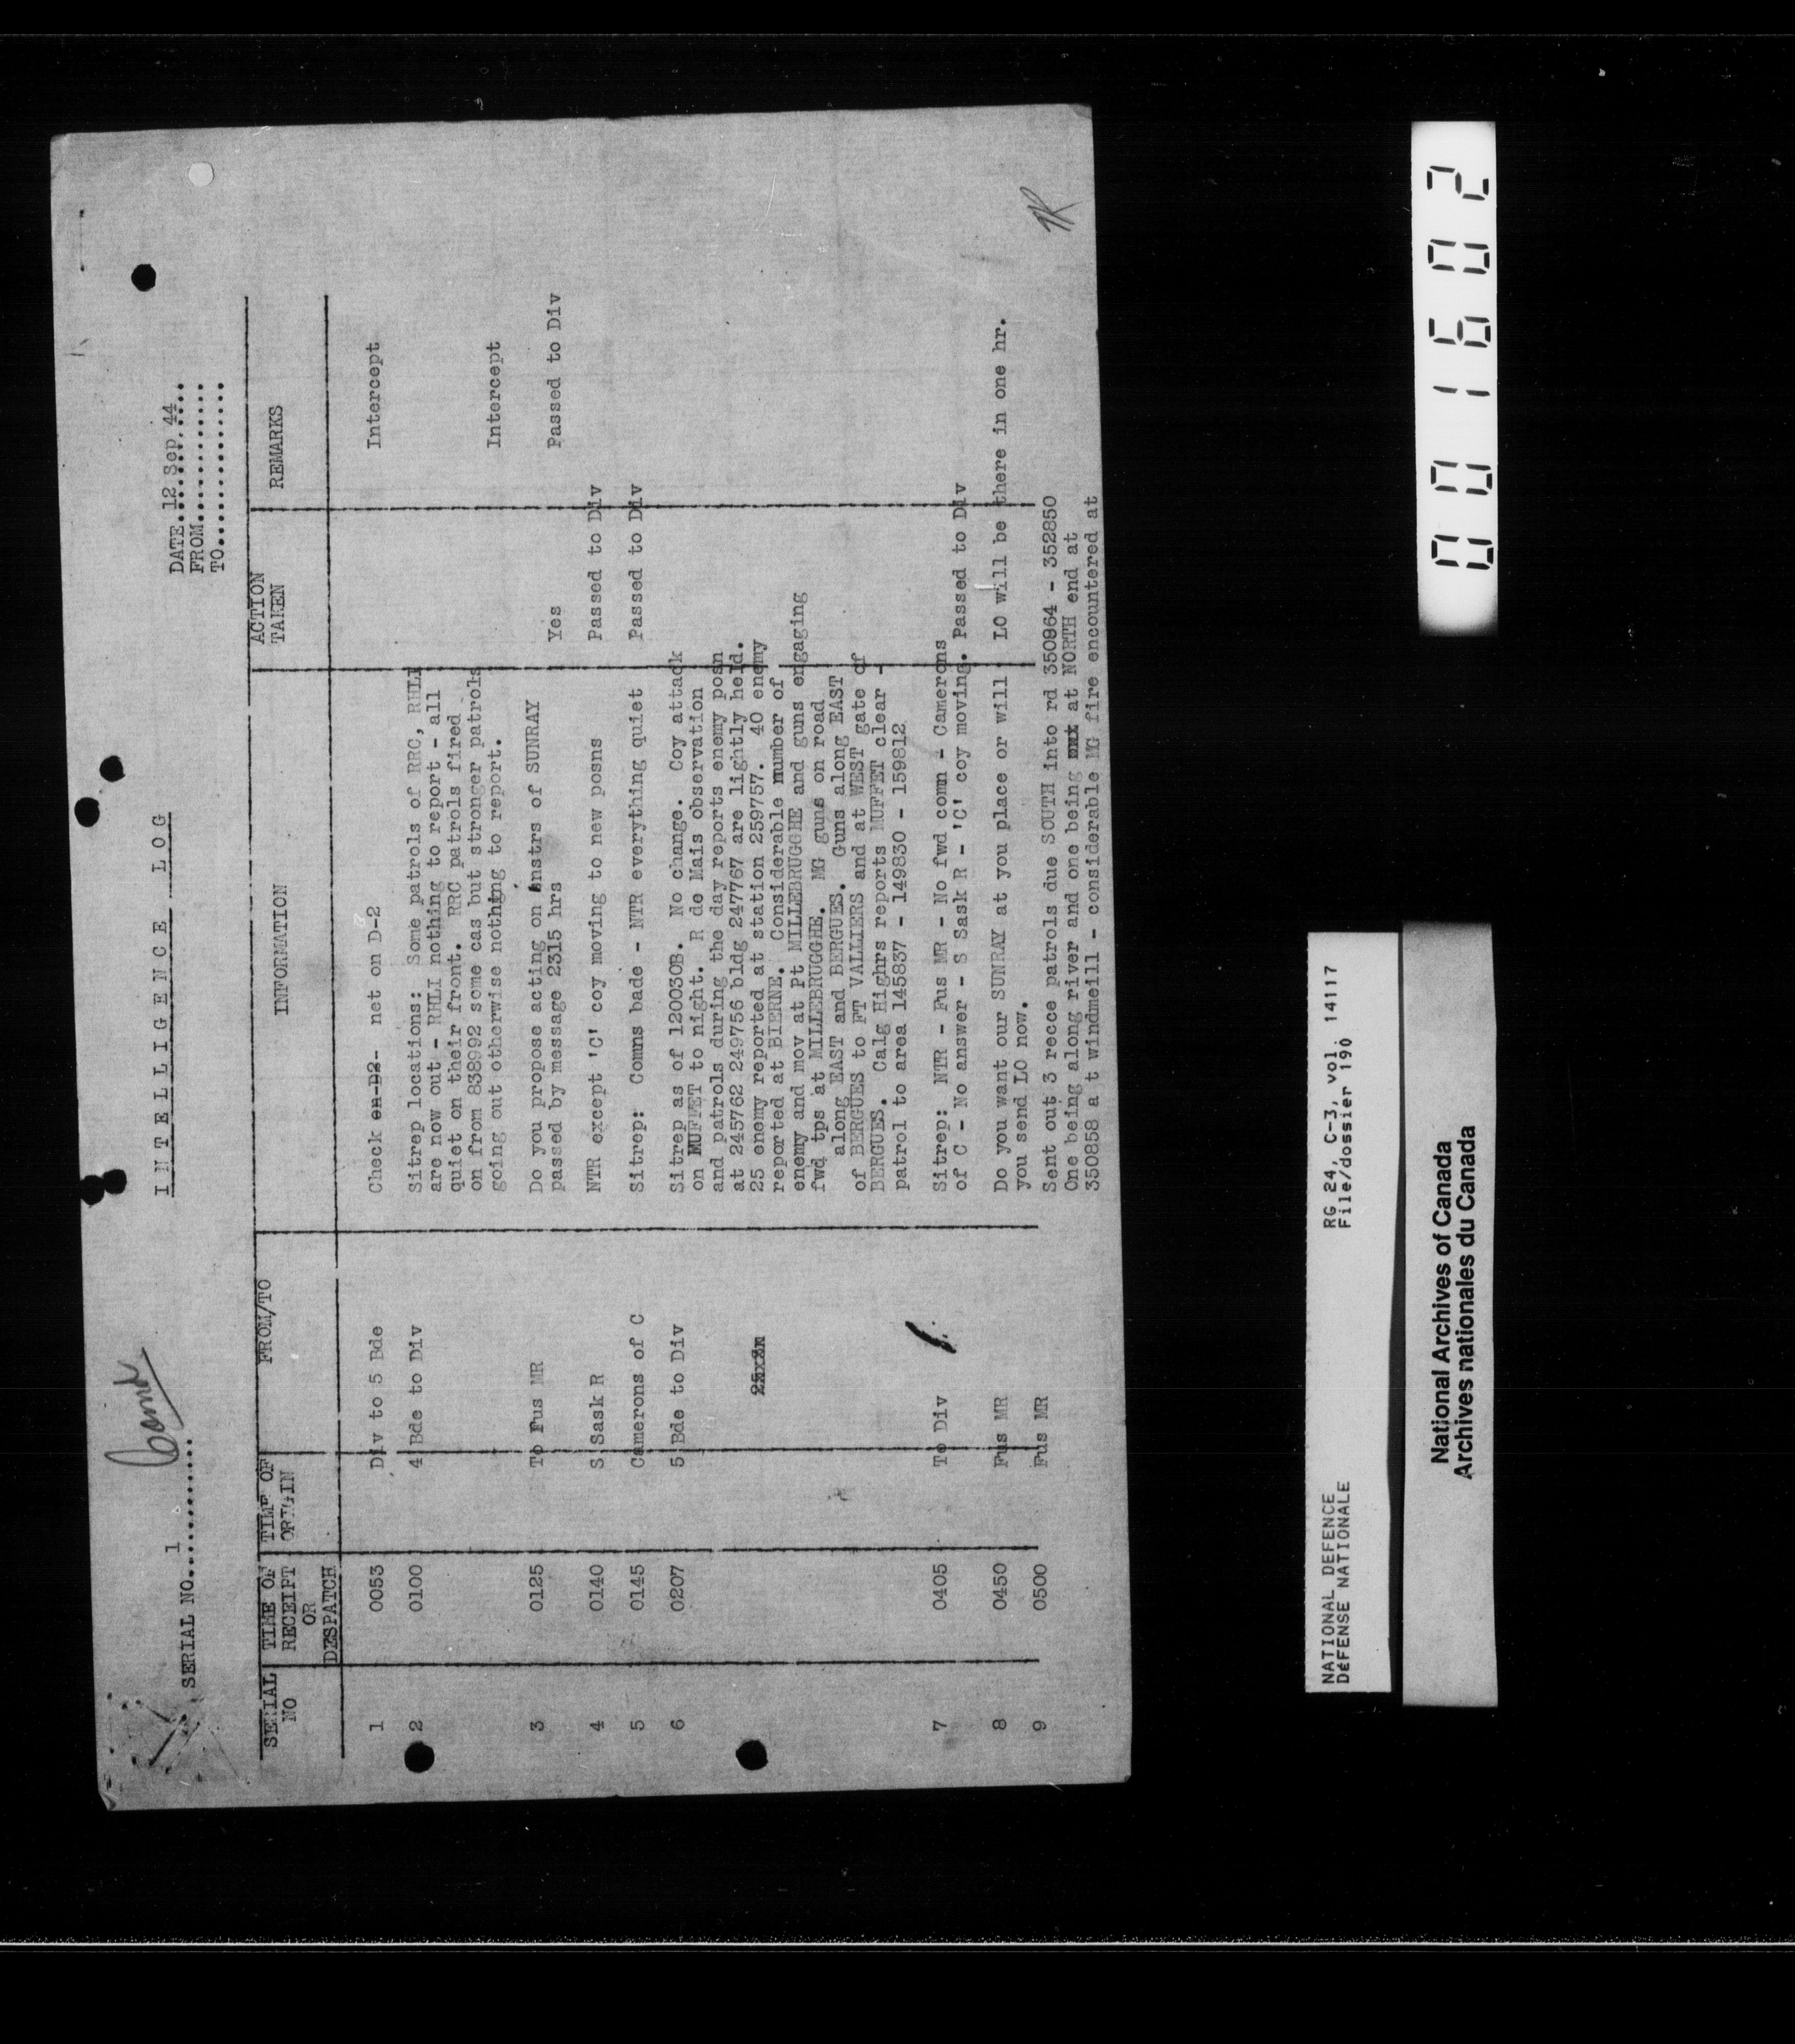 SERIAL NO...1..........
DATE..12 Sep 44..
FROM............
TO..............
INTELLIGENCE LOG
SERIAL NO | TIME OF RECEIPT OR DESPATCH | TIME OF ORIGIN | FROM/TO | INFORMATION | ACTION TAKEN | REMARKS
1 0053 Div to 5 Bde Check on D2- net on D-2 Intercept
2 0100 4 Bde to Div Sitrep locations: Some patrols of RRC, RHLI
are now out - RHLI nothing to report - all
quiet on their front. RRC patrols fired
on from 838992 some cas but stronger patrols
going out otherwise nothing to report. Intercept
3 0125 To Fus MR Do you propose acting on instrs of SUNRAY
passed by message 2315 hrs Yes Passed to Div
4 0140 S Sask R NTR except 'C' coy moving to new posns Passed to Div
5 0145 Camerons of C Sitrep: Comns bade - NTR everything quiet Passed to Div
6 0207 5 Bde to Div Sitrep as of 120030B. No change. Coy attack
on MUFFET to night. R de Mais observation
and patrols during the day reports enemy posn
at 245762 249756 bldg 247767 are lightly held.
25 enemy reported at station 259757. 40 enemy
reported at BIERNE. Considerable number of
enemy and mov at Pt MILLEBRUGGHE and guns engaging
fwd tps at MILLEBRUGGHE. MG guns on road
along EAST and BERGUES. Guns along EAST
of BERGUES to FT VALLIERS and at WEST gate of
BERGUES. Calg Highrs reports MUFFET clear -
patrol to area 145837 - 149830 - 159812
7 0405 To Div Sitrep: NTR - Fus MR - No fwd comn - Camerons
of C - No answer - S Sask R - 'C' coy moving. Passed to Div
8 0450 Fus MR Do you want our SUNRAY at you place or will LO will be there in one hr.
you send LO now.
9 0500 Fus MR Sent out 3 recce patrols due SOUTH into rd 350964 - 352850
One being along river and one being at NORTH end at
350858 a t windmeill - considerable MG fire encountered at
0001602
NATIONAL DEFENCE RG 24, C-3, vol. 14117
DÉFENSE NATIONALE File/dossier 190
National Archives of Canada
Archives nationales du Canada